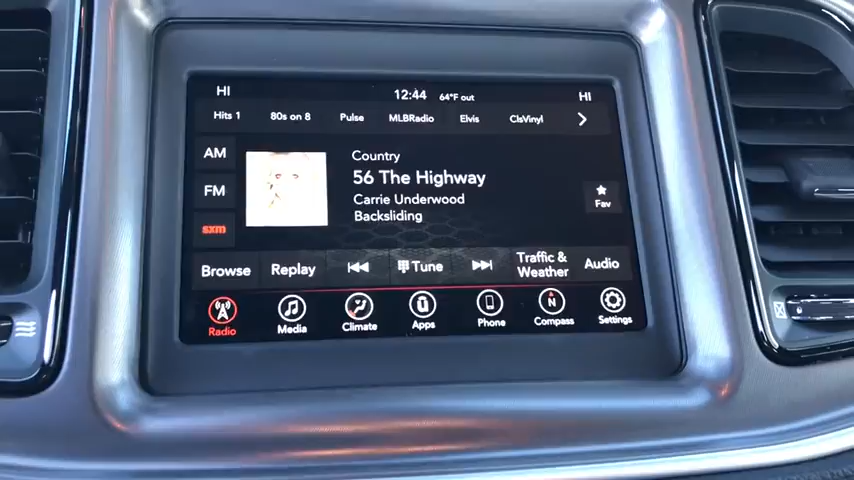 HI 12:44 64°F out HI
Hits 1 80s on 8 Pulse MLBRadio Elvis ClsVinyl
AM
FM
sxm
Country
56 The Highway
Carrie Underwood
Backsliding
Fav
Browse Replay Tune Traffic & Weather Audio
Radio Media Climate Apps Phone N Compass Settings